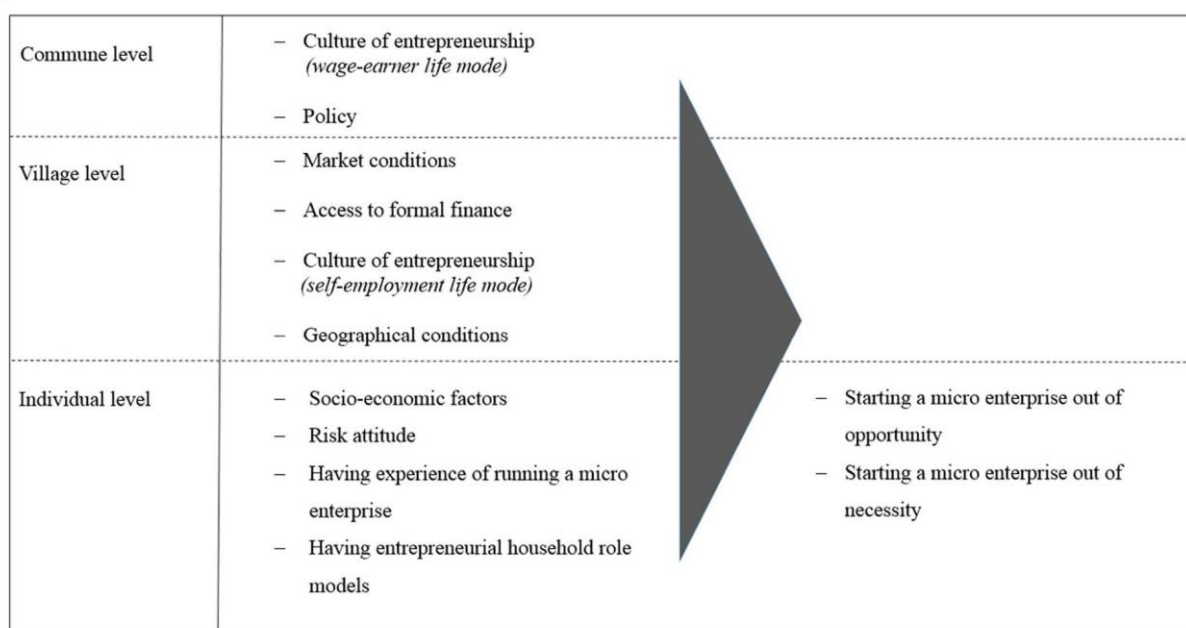 Commune level
– Culture of entrepreneurship
(wage-earner life mode)
– Policy
Village level
– Market conditions
– Access to formal finance
– Culture of entrepreneurship
(self-employment life mode)
– Geographical conditions
Individual level
– Socio-economic factors
– Risk attitude
– Having experience of running a micro
enterprise
– Having entrepreneurial household role
models
– Starting a micro enterprise out of
opportunity
– Starting a micro enterprise out of
necessity